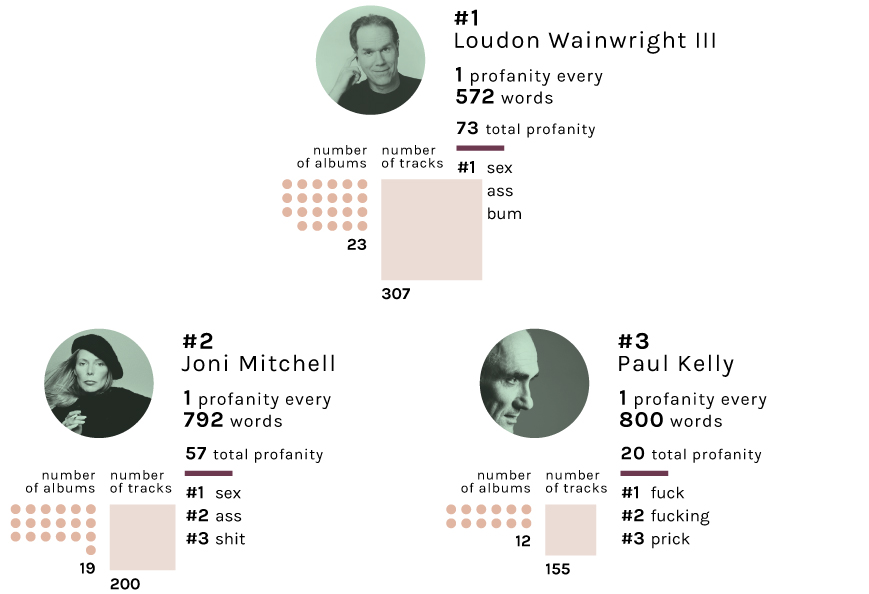 #1
Loudon Wainwright III
1 profanity every
572 words
73 total profanity
number
of albums
number
of tracks
#1 sex
ass
bum
23
307
#2
Joni Mitchell
1 profanity every
792 words
57 total profanity
number
of albums
number
of tracks
#1 sex
#2 ass
#3 shit
19
200
#3
Paul Kelly
1 profanity every
800 words
20 total profanity
number
of albums
number
of tracks
#1 fuck
#2 fucking
#3 prick
12
155